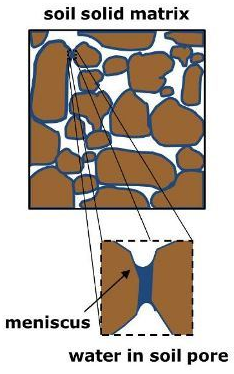 soil solid matrix
meniscus
water in soil pore